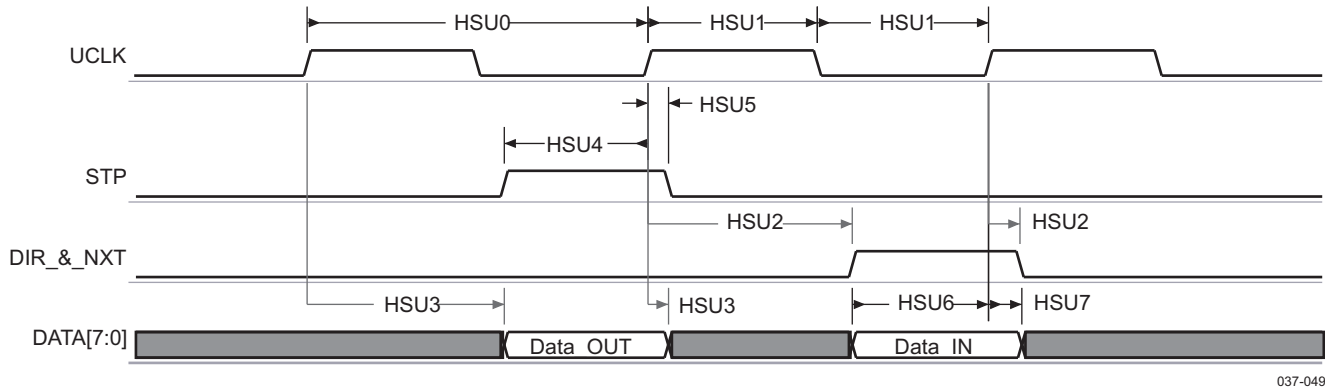 HSU0 HSU1 HSU1
UCLK
HSU5
HSU4
STP
HSU2 HSU2
DIR_&_NXT
HSU3 HSU3 HSU6 HSU7
DATA[7:0] Data_OUT Data_IN
037-049